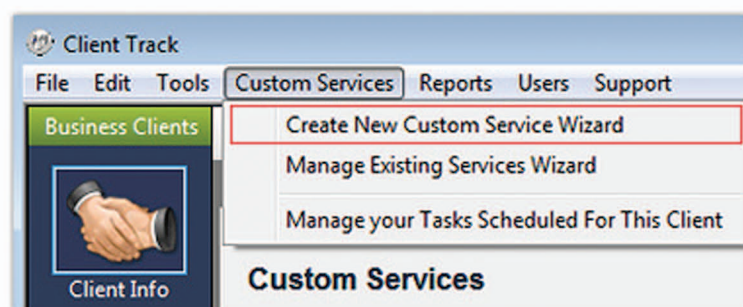 Client Track
File Edit Tools Custom Services Reports Users Support
Business Clients
Create New Custom Service Wizard
Manage Existing Services Wizard
Manage your Tasks Scheduled For This Client
Client Info
Custom Services